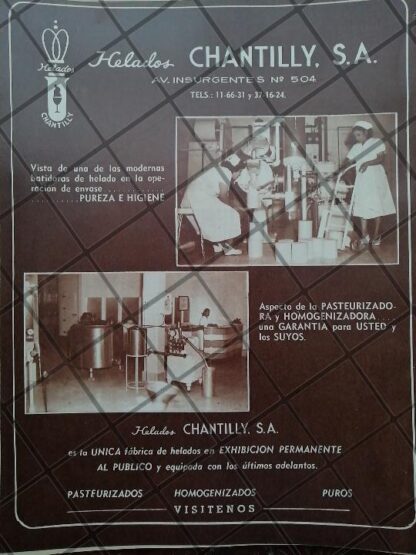 Helados
CHANTILLY
Helados CHANTILLY, S.A.
AV. INSURGENTES Nº 504
TELS.: 11-66-31 y 37-16-24.
Vista de una de las modernas
batidoras de helado en la ope-
ración de envase
PUREZA E HIGIENE
Aspecto de la PASTEURIZADO-
RA y HOMOGENIZADORA
una GARANTIA para USTED y
los SUYOS.
Helados CHANTILLY, S.A.
es la UNICA fábrica de helados en EXHIBICION PERMANENTE
AL PUBLICO y equipada con los últimos adelantos.
PASTEURIZADOS HOMOGENIZADOS PUROS
VISITENOS